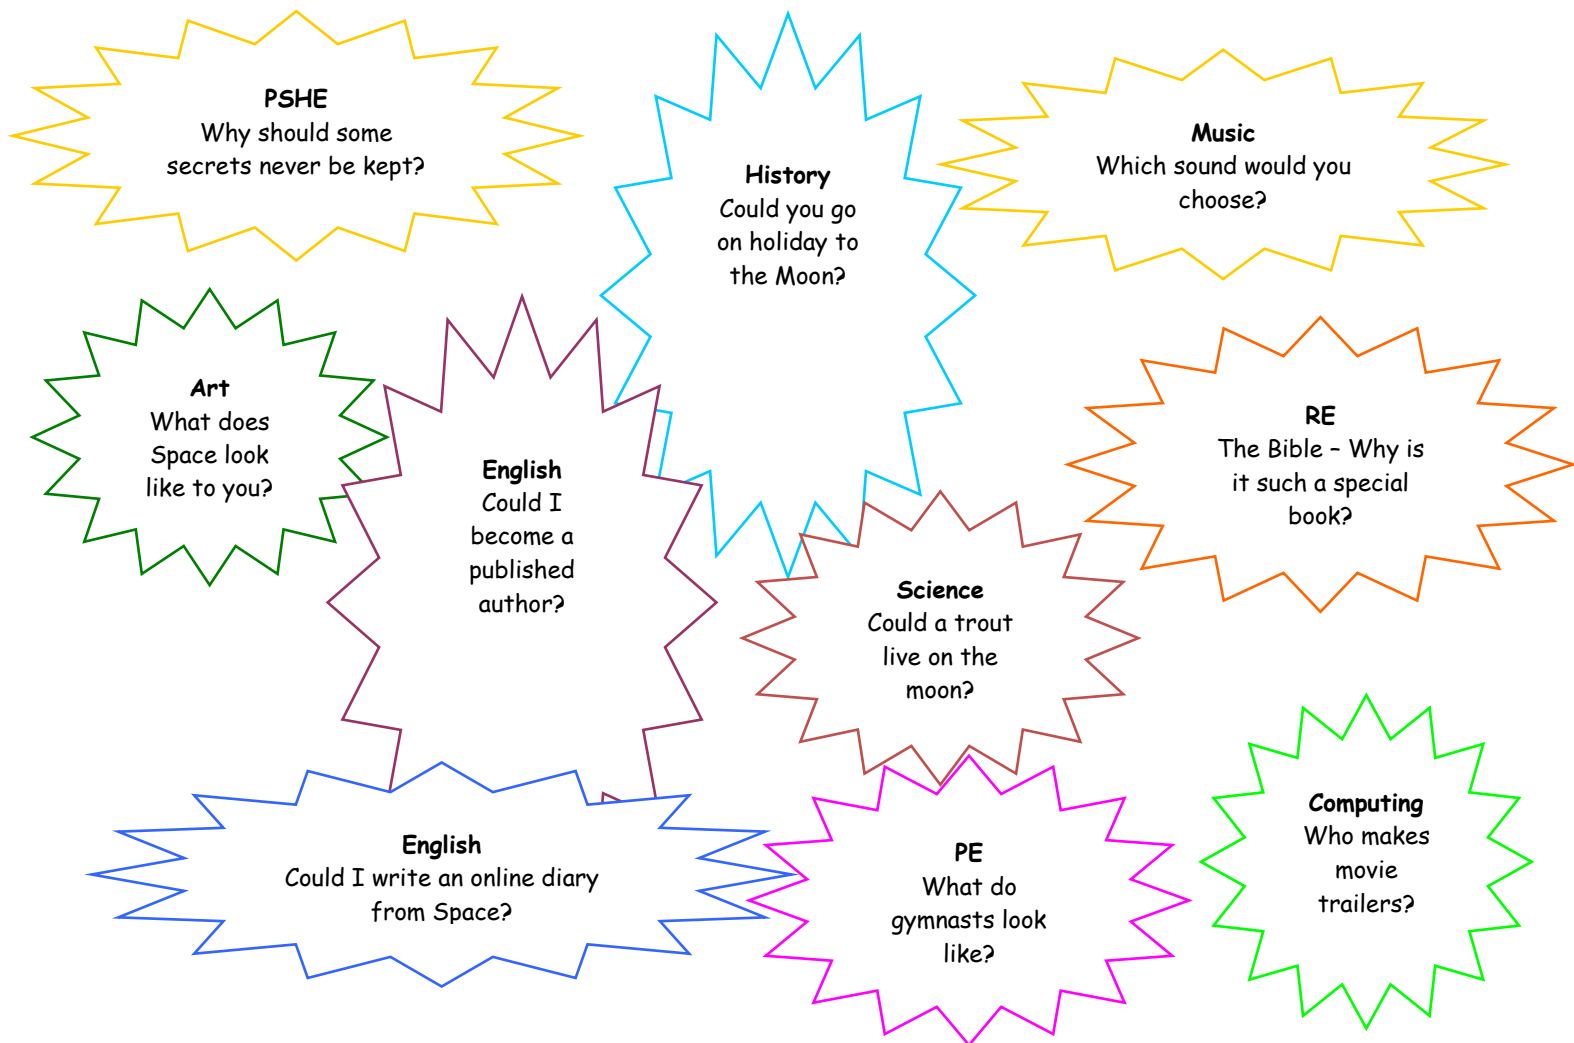 PSHE
Why should some
secrets never be kept?
History
Could you go
on holiday to
the Moon?
Music
Which sound would you
choose?
Art
What does
Space look
like to you?
English
Could I
become a
published
author?
RE
The Bible – Why is
it such a special
book?
Science
Could a trout
live on the
moon?
English
Could I write an online diary
from Space?
PE
What do
gymnasts look
like?
Computing
Who makes
movie
trailers?